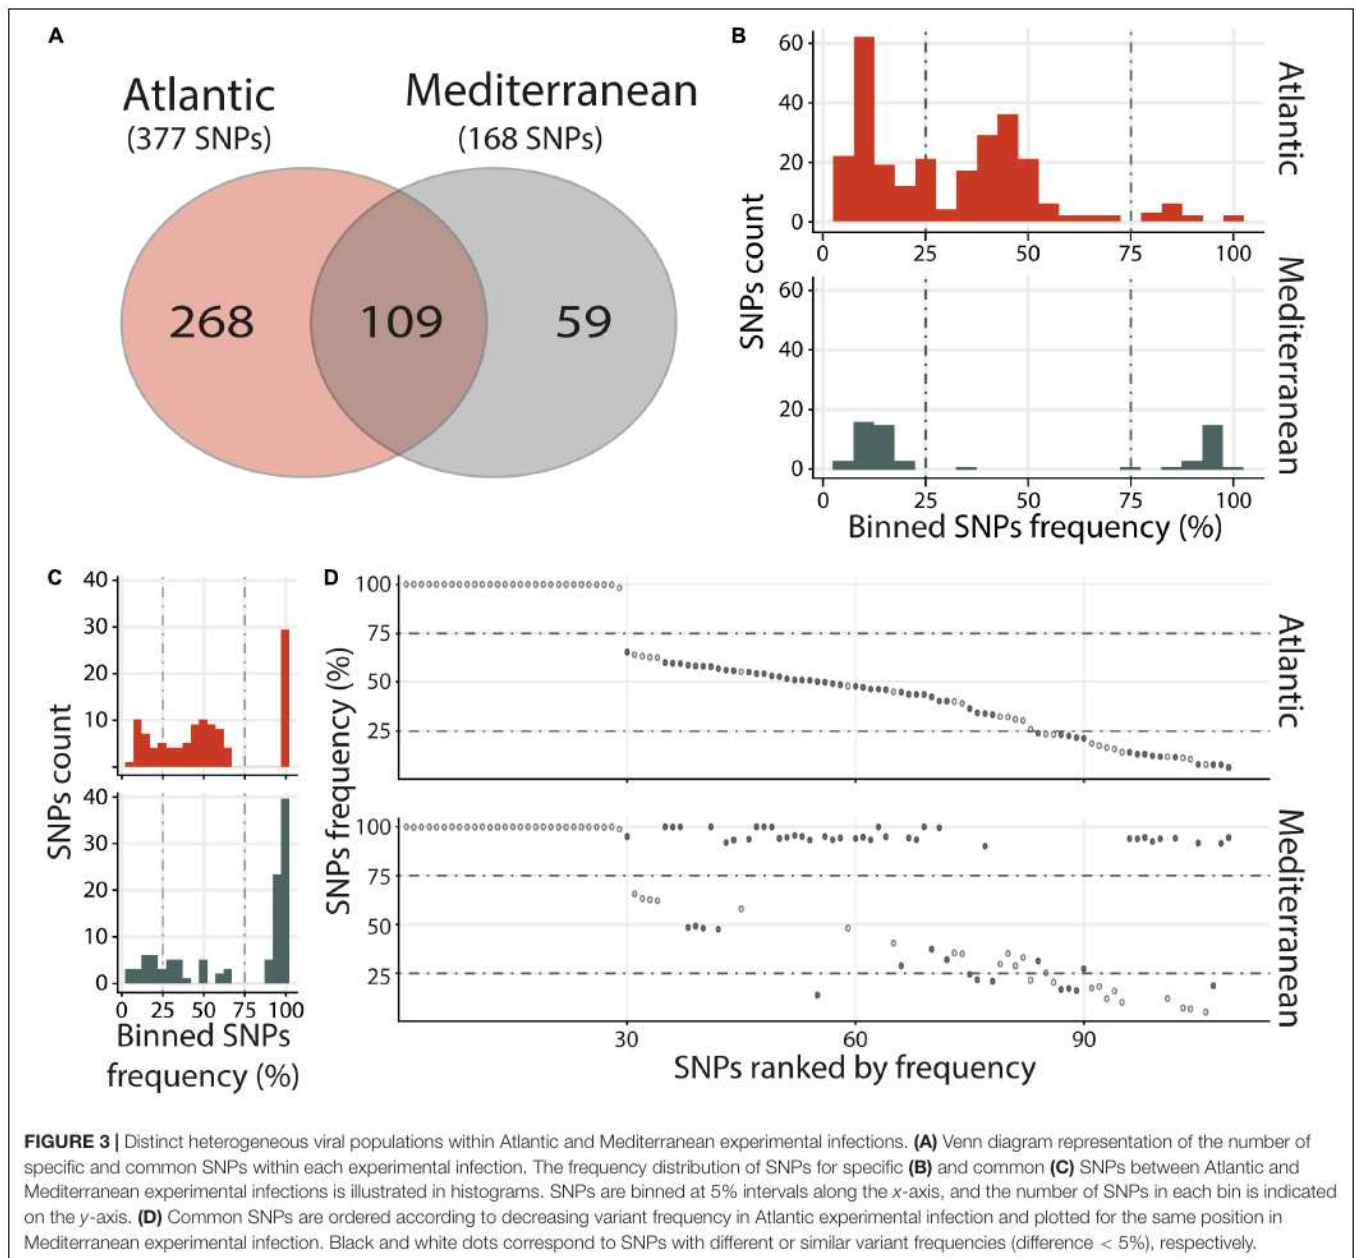 A
Atlantic
(377 SNPs)
Mediterranean
(168 SNPs)
268
109
59
B
SNPs count
60
40
20
0
0
25
50
75
100
Atlantic
60
40
20
0
0
25
50
75
100
Mediterranean
Binned SNPs frequency (%)
C
SNPs count
40
30
20
10
40
30
20
10
0
0
25
50
75
100
Binned SNPs
frequency (%)
D
SNPs frequency (%)
100
75
50
25
Atlantic
100
75
50
25
Mediterranean
30
60
90
SNPs ranked by frequency
FIGURE 3 | Distinct heterogeneous viral populations within Atlantic and Mediterranean experimental infections. (A) Venn diagram representation of the number of
specific and common SNPs within each experimental infection. The frequency distribution of SNPs for specific (B) and common (C) SNPs between Atlantic and
Mediterranean experimental infections is illustrated in histograms. SNPs are binned at 5% intervals along the x-axis, and the number of SNPs in each bin is indicated
on the y-axis. (D) Common SNPs are ordered according to decreasing variant frequency in Atlantic experimental infection and plotted for the same position in
Mediterranean experimental infection. Black and white dots correspond to SNPs with different or similar variant frequencies (difference < 5%), respectively.